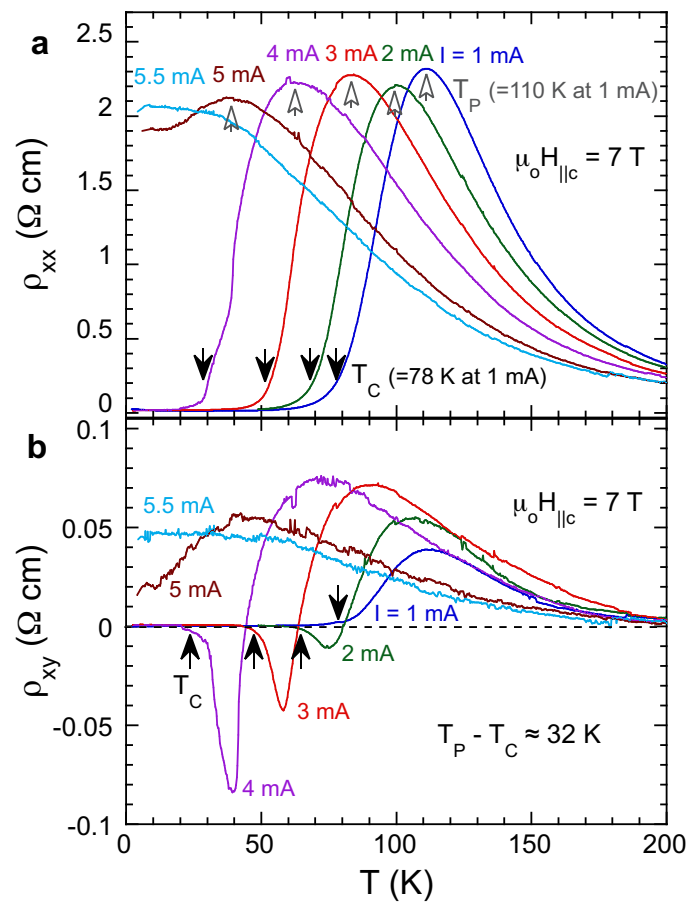 a
4 mA 3 mA 2 mA I = 1 mA
5.5 mA 5 mA
T_P (=110 K at 1 mA)
μ_oH_||c = 7 T
T_C (=78 K at 1 mA)
ρ_xx (Ω cm)
2.5
2
1.5
1
0.5
0
b
5.5 mA
μ_oH_||c = 7 T
5 mA
I = 1 mA
2 mA
T_C
3 mA
T_P - T_C ≈ 32 K
4 mA
ρ_xy (Ω cm)
0.1
0.05
0
-0.05
-0.1
0 50 100 150 200
T (K)